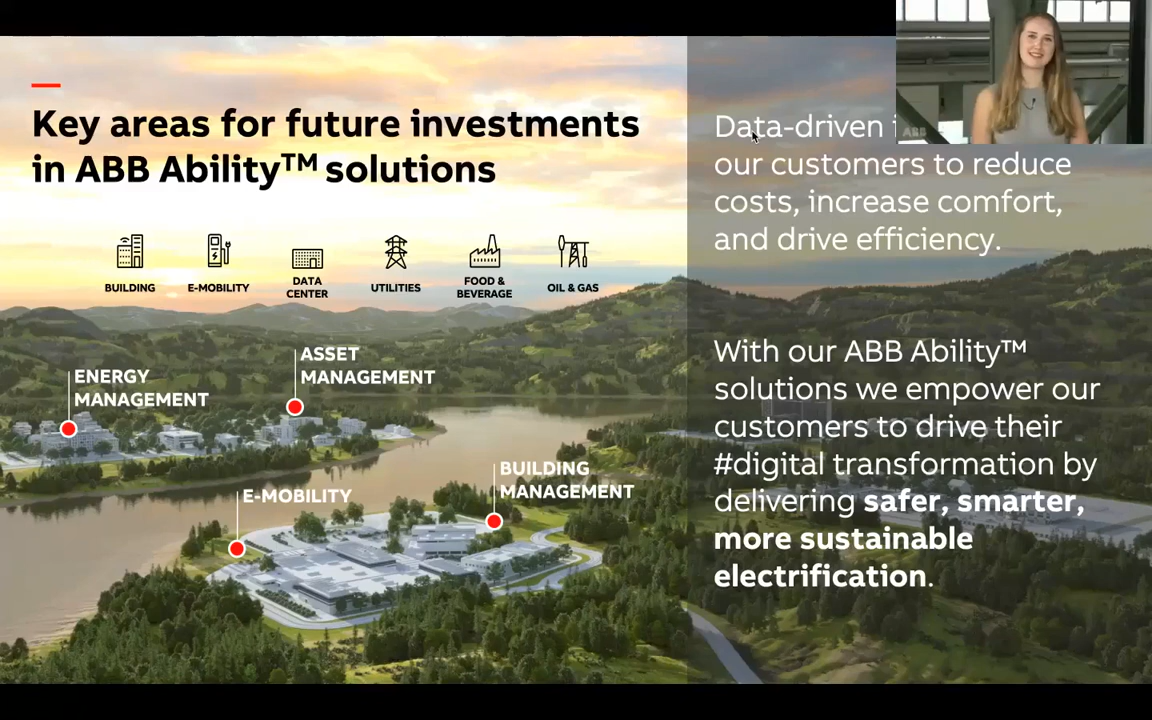 Key areas for future investments
in ABB Ability™ solutions
BUILDING
E-MOBILITY
DATA
CENTER
UTILITIES
FOOD &
BEVERAGE
OIL & GAS
ENERGY
MANAGEMENT
ASSET
MANAGEMENT
E-MOBILITY
BUILDING
MANAGEMENT
Data-driven
our customers to reduce
costs, increase comfort,
and drive efficiency.
With our ABB Ability™
solutions we empower our
customers to drive their
#digital transformation by
delivering safer, smarter,
more sustainable
electrification.
ABB